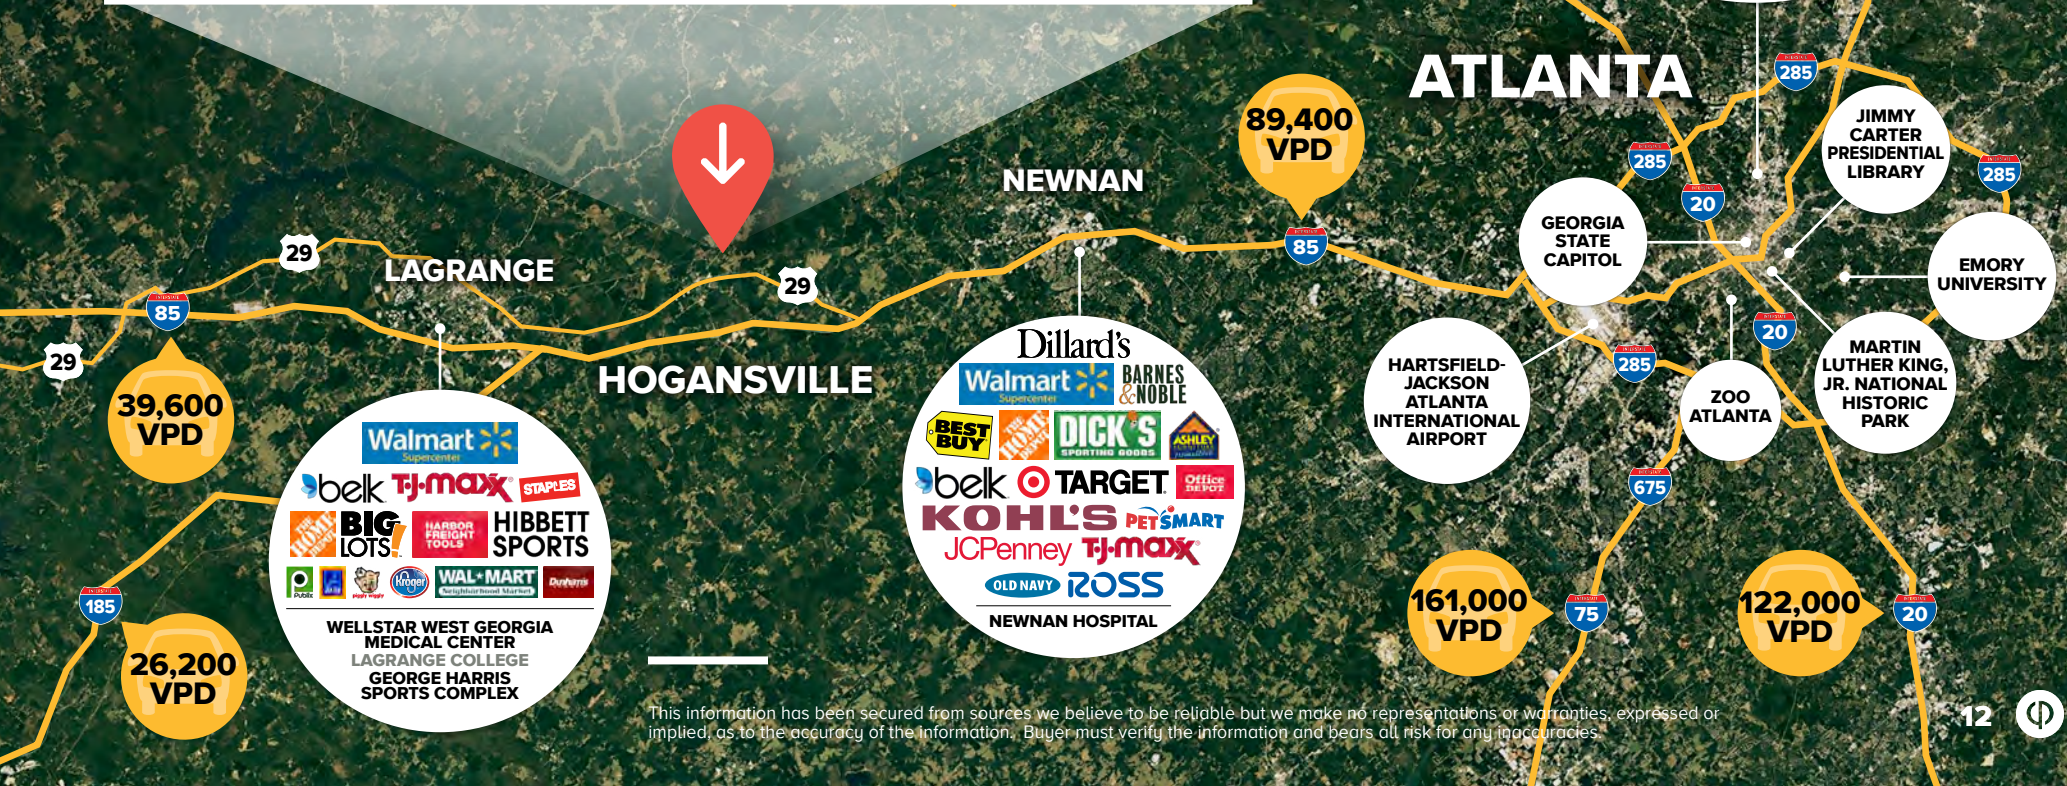 ATLANTA
285
JIMMY
CARTER
PRESIDENTIAL
LIBRARY
89,400
VPD
285
285
20
NEWNAN
GEORGIA
STATE
CAPITOL
85
29
LAGRANGE
29
EMORY
UNIVERSITY
85
29
20
39,600
VPD
HOGANSVILLE
Dillard's
Walmart
Supercenter
BARNES
&NOBLE
BEST
BUY
THE
HOME
DEPOT
DICK'S
SPORTING GOODS
ASHLEY
belk
TARGET
Office
DEPOT
KOHL'S
PETSMART
JCPenney
T·J·maxx
OLD NAVY
ROSS
NEWNAN HOSPITAL
HARTSFIELD-
JACKSON
ATLANTA
INTERNATIONAL
AIRPORT
285
ZOO
ATLANTA
MARTIN
LUTHER KING,
JR. NATIONAL
HISTORIC
PARK
Walmart
Supercenter
belk
T·J·maxx
STAPLES
THE
HOME
DEPOT
BIG
LOTS!
HARBOR
FREIGHT
TOOLS
HIBBETT
SPORTS
Publix
piggly wiggly
Kroger
WAL★MART
Neighborhood Market
Dunham's
WELLSTAR WEST GEORGIA
MEDICAL CENTER
LAGRANGE COLLEGE
GEORGE HARRIS
SPORTS COMPLEX
675
185
26,200
VPD
161,000
VPD
INTERSTATE
75
122,000
VPD
INTERSTATE
20
This information has been secured from sources we believe to be reliable but we make no representations or warranties, expressed or
implied, as to the accuracy of the information. Buyer must verify the information and bears all risk for any inaccuracies.
12